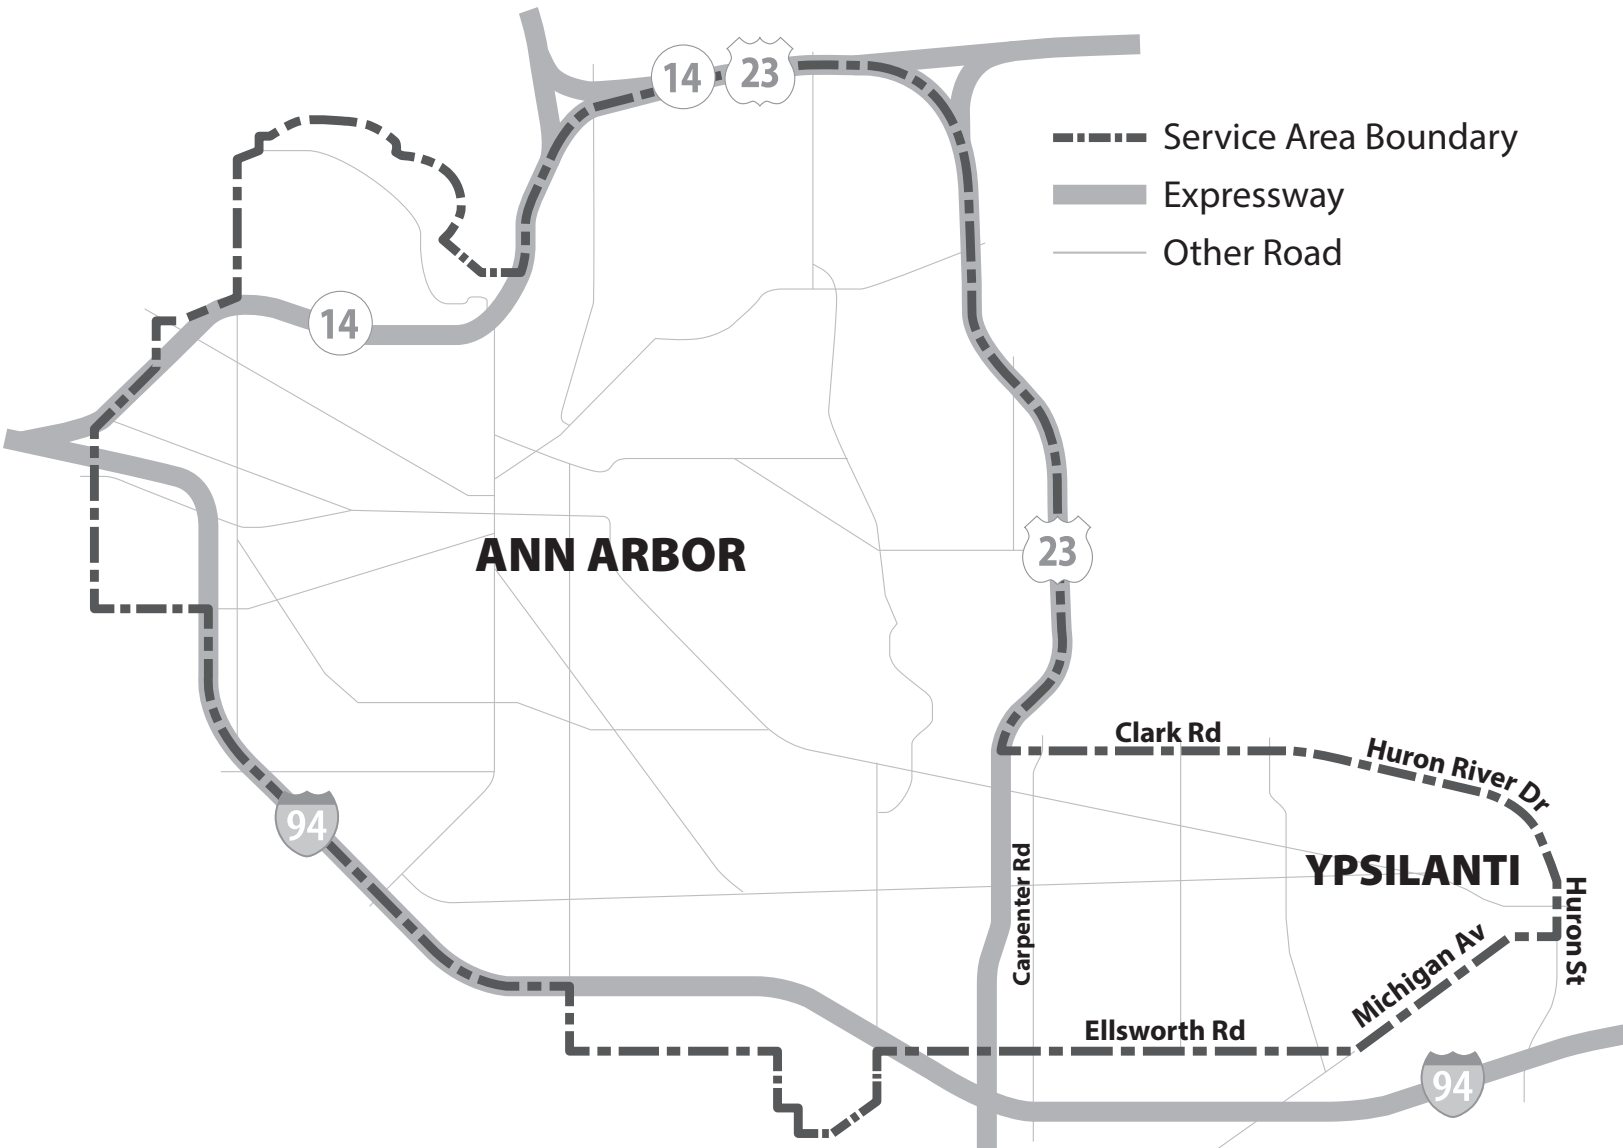 14
23
Service Area Boundary
Expressway
Other Road
14
ANN ARBOR
23
Clark Rd
Huron River Dr
94
Carpenter Rd
YPSILANTI
Huron St
Michigan Av
Ellsworth Rd
94